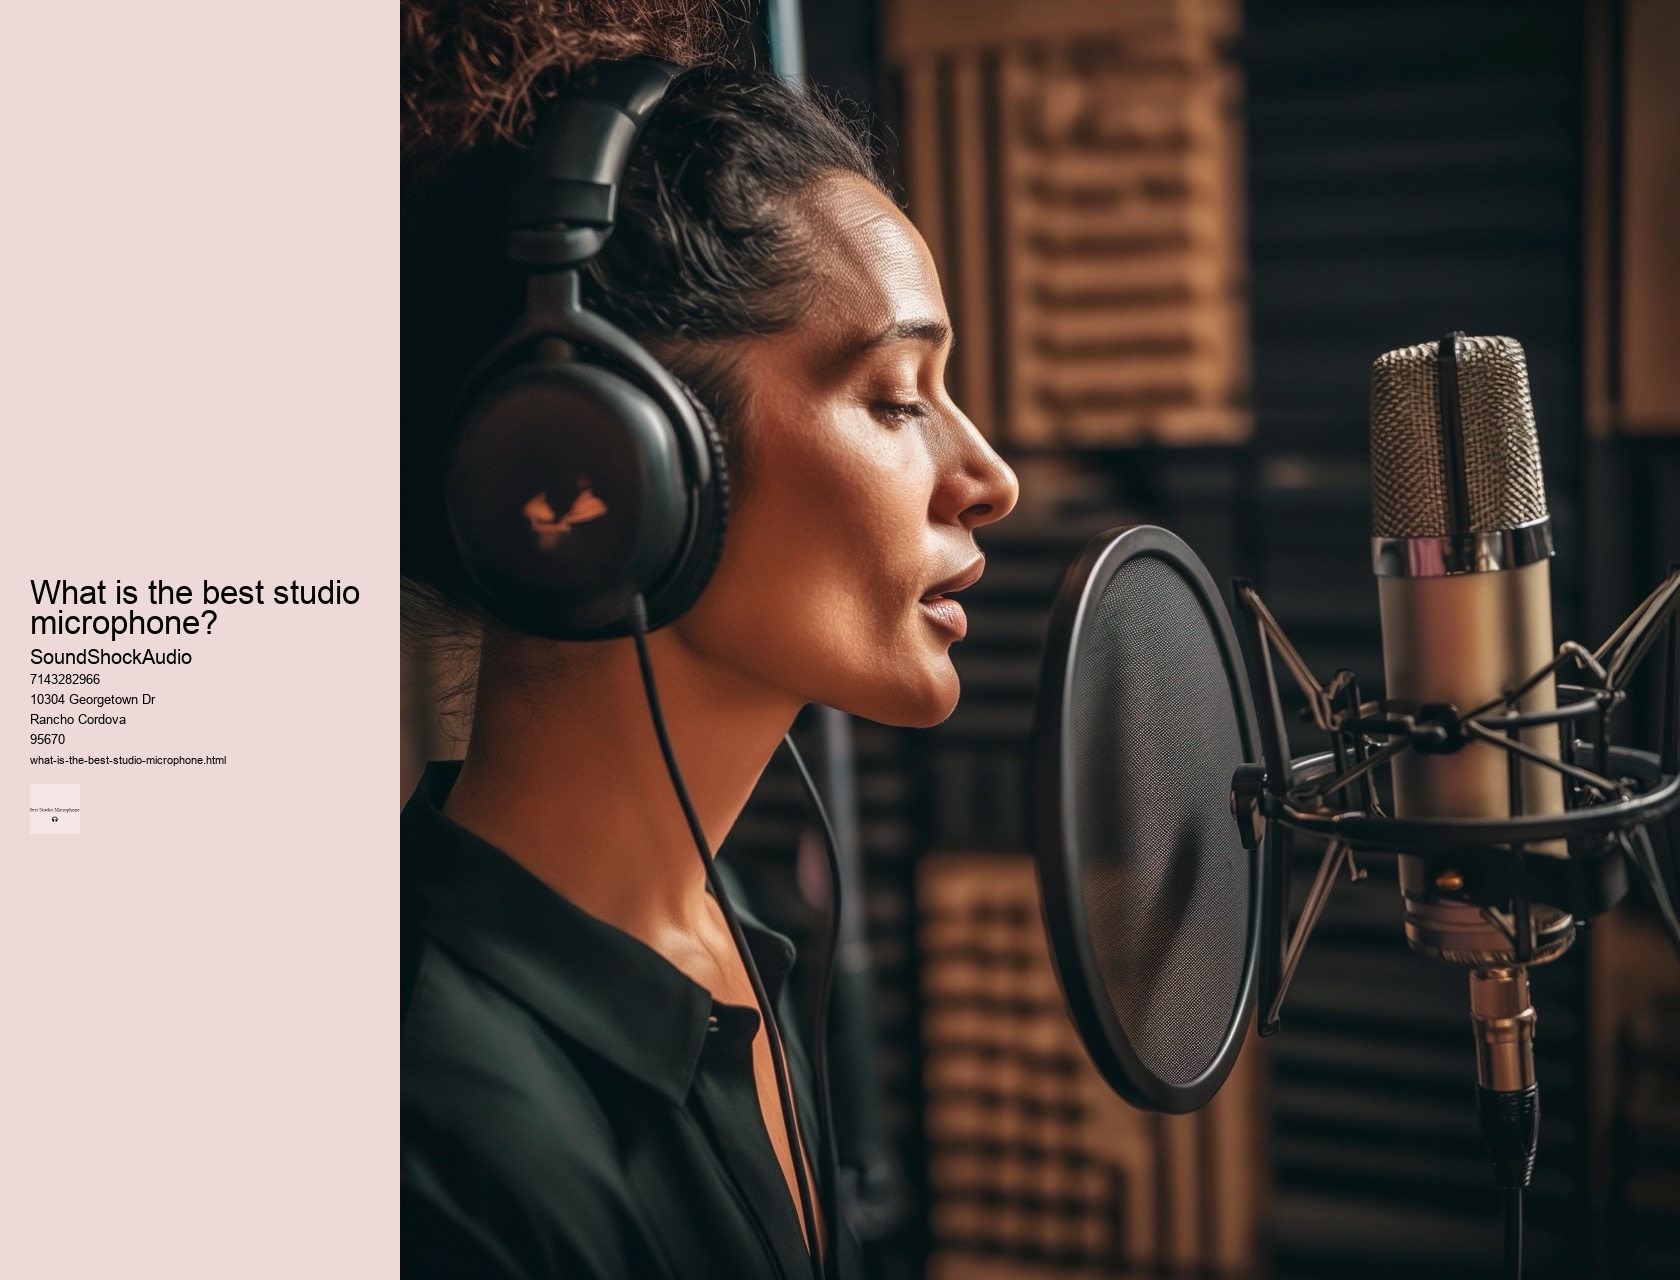 What is the best studio
microphone?
SoundShockAudio
7143282966
10304 Georgetown Dr
Rancho Cordova
95670
what-is-the-best-studio-microphone.html
Best Studio Microphone